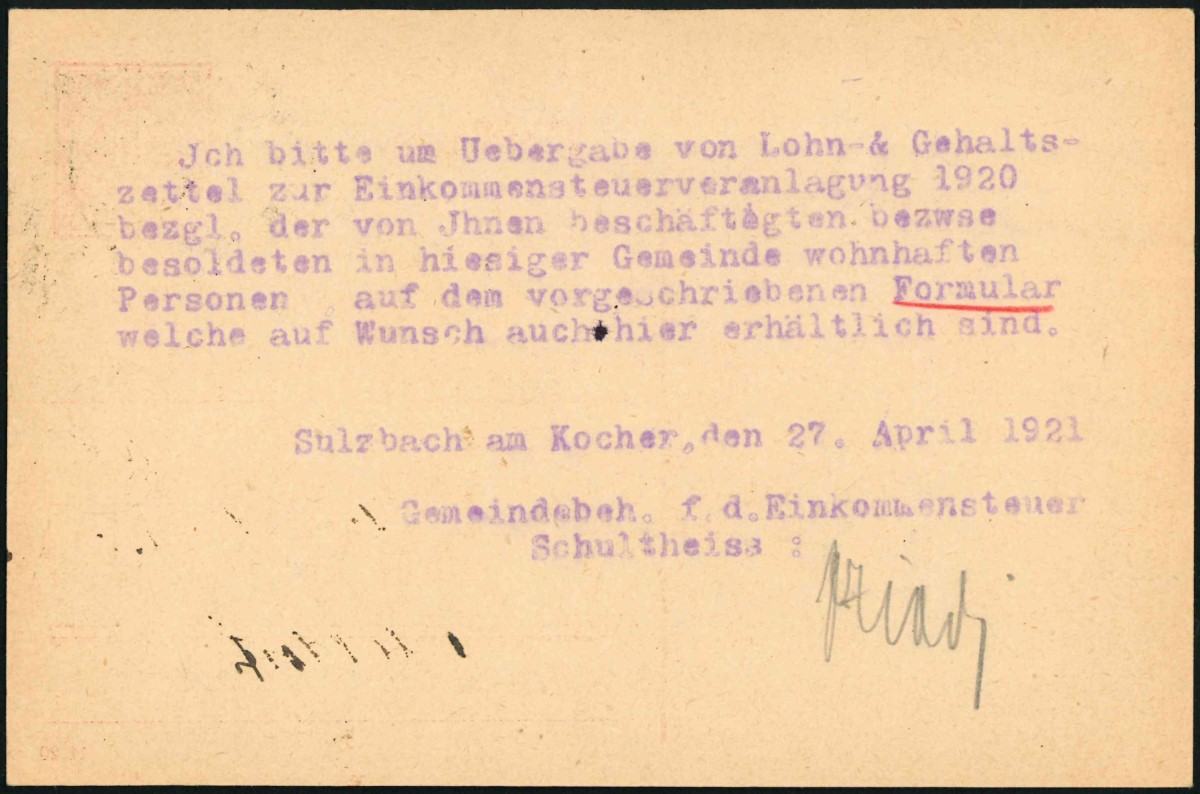 Jch bitte um Uebergabe von Lohn-& Gehalts-
zettel zur Einkommensteuerveranlagung 1920
bezgl. der von Jhnen beschäftigten bezwse
besoldeten in hiesiger Gemeinde wohnhaften
Personen auf dem vorgeschriebenen Formular
welche auf Wunsch auch hier erhältlich sind.
Sulzbach am Kocher, den 27. April 1921
Gemeindebeh. f.d.Einkommensteuer
Schultheiss :